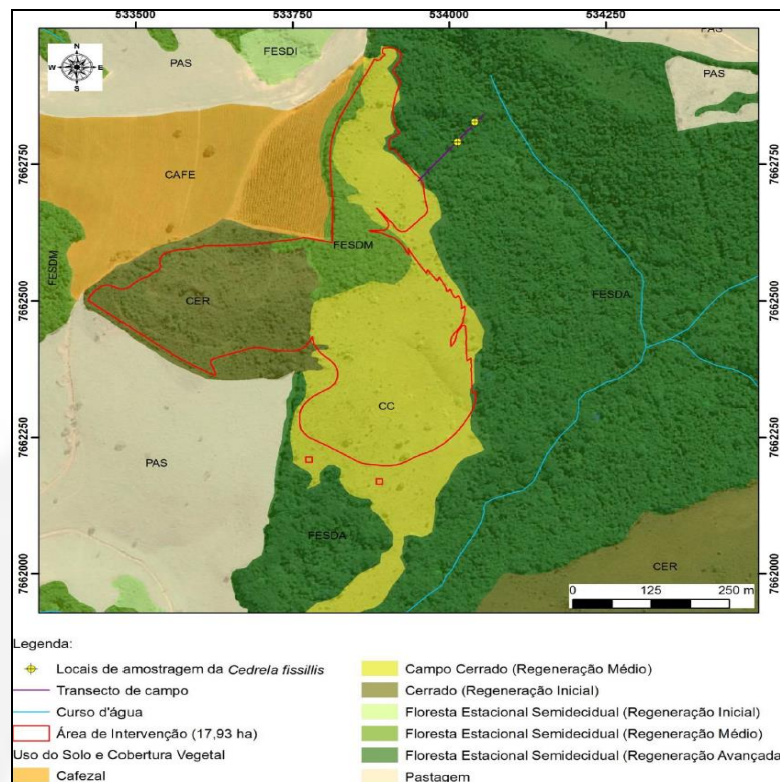 533500 533750 534000 534250
N
W E
S
PAS
FESDI
PAS
PAS
CAFE
7662750
7662750
FESDM
FESDM
7662500
7662500
CER
FESDA
CC
7662250
7662250
PAS
FESDA
CER
7662000
7662000
0 125 250 m
Legenda:
Locais de amostragem da Cedrela fissillis
Transecto de campo
Curso d'água
Área de Intervenção (17,93 ha)
Uso do Solo e Cobertura Vegetal
Cafezal
Campo Cerrado (Regeneração Médio)
Cerrado (Regeneração Inicial)
Floresta Estacional Semidecidual (Regeneração Inicial)
Floresta Estacional Semidecidual (Regeneração Médio)
Floresta Estacional Semidecidual (Regeneração Avançada
Pastagem